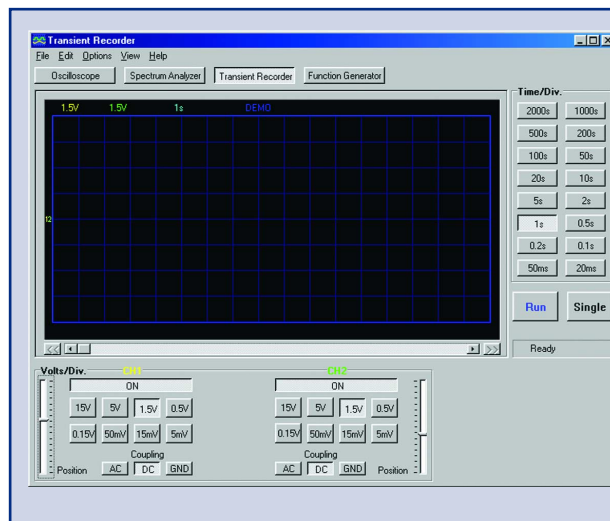 Transient Recorder
File Edit Options View Help
Oscilloscope Spectrum Analyzer Transient Recorder Function Generator
1.5V 1.5V 1s DEMO
12
Time/Div.
2000s 1000s
500s 200s
100s 50s
20s 10s
5s 2s
1s 0.5s
0.2s 0.1s
50ms 20ms
Run Single
Ready
Volts/Div. CH1
ON
15V 5V 1.5V 0.5V
0.15V 50mV 15mV 5mV
Coupling
Position AC DC GND
CH2
ON
15V 5V 1.5V 0.5V
0.15V 50mV 15mV 5mV
Coupling
AC DC GND Position